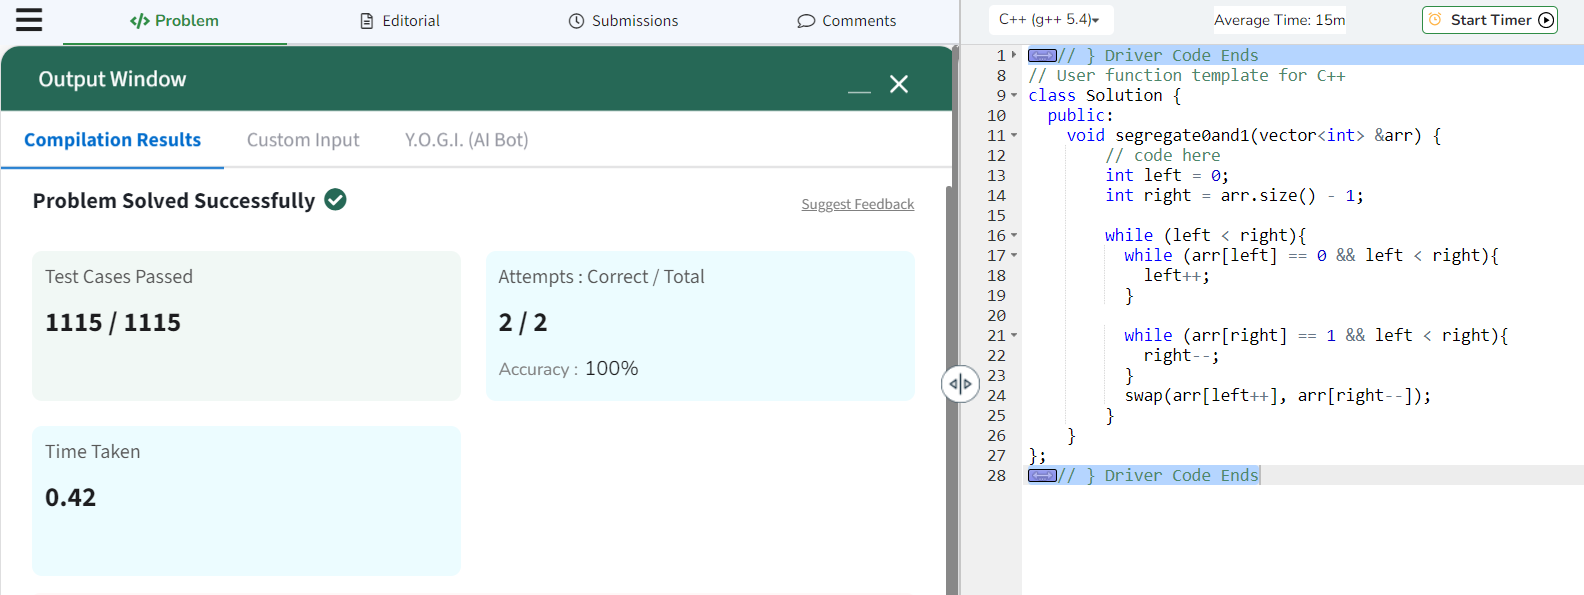 </> Problem
Editorial
Submissions
Comments
Output Window
Compilation Results
Custom Input
Y.O.G.I. (AI Bot)
Problem Solved Successfully
Suggest Feedback
Test Cases Passed
1115 / 1115
Attempts : Correct / Total
2 / 2
Accuracy : 100%
Time Taken
0.42
C++ (g++ 5.4)
Average Time: 15m
Start Timer
1 // } Driver Code Ends
8 // User function template for C++
9 class Solution {
10 public:
11 void segregate0and1(vector<int> &arr) {
12 // code here
13 int left = 0;
14 int right = arr.size() - 1;
15
16 while (left < right){
17 while (arr[left] == 0 && left < right){
18 left++;
19 }
20
21 while (arr[right] == 1 && left < right){
22 right--;
23 }
24 swap(arr[left++], arr[right--]);
25 }
26 }
27 };
28 // } Driver Code Ends